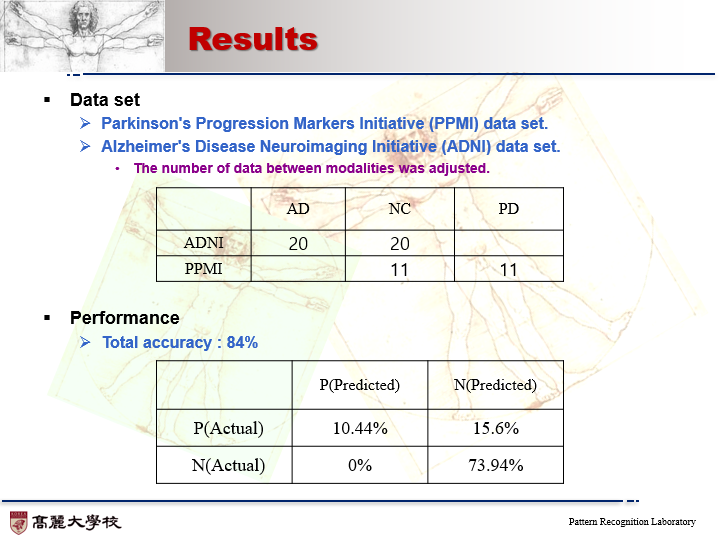 Results
Data set
Parkinson's Progression Markers Initiative (PPMI) data set.
Alzheimer's Disease Neuroimaging Initiative (ADNI) data set.
The number of data between modalities was adjusted.
AD NC PD
ADNI 20 20
PPMI 11 11
Performance
Total accuracy : 84%
P(Predicted) N(Predicted)
P(Actual) 10.44% 15.6%
N(Actual) 0% 73.94%
高麗大學校
Pattern Recognition Laboratory